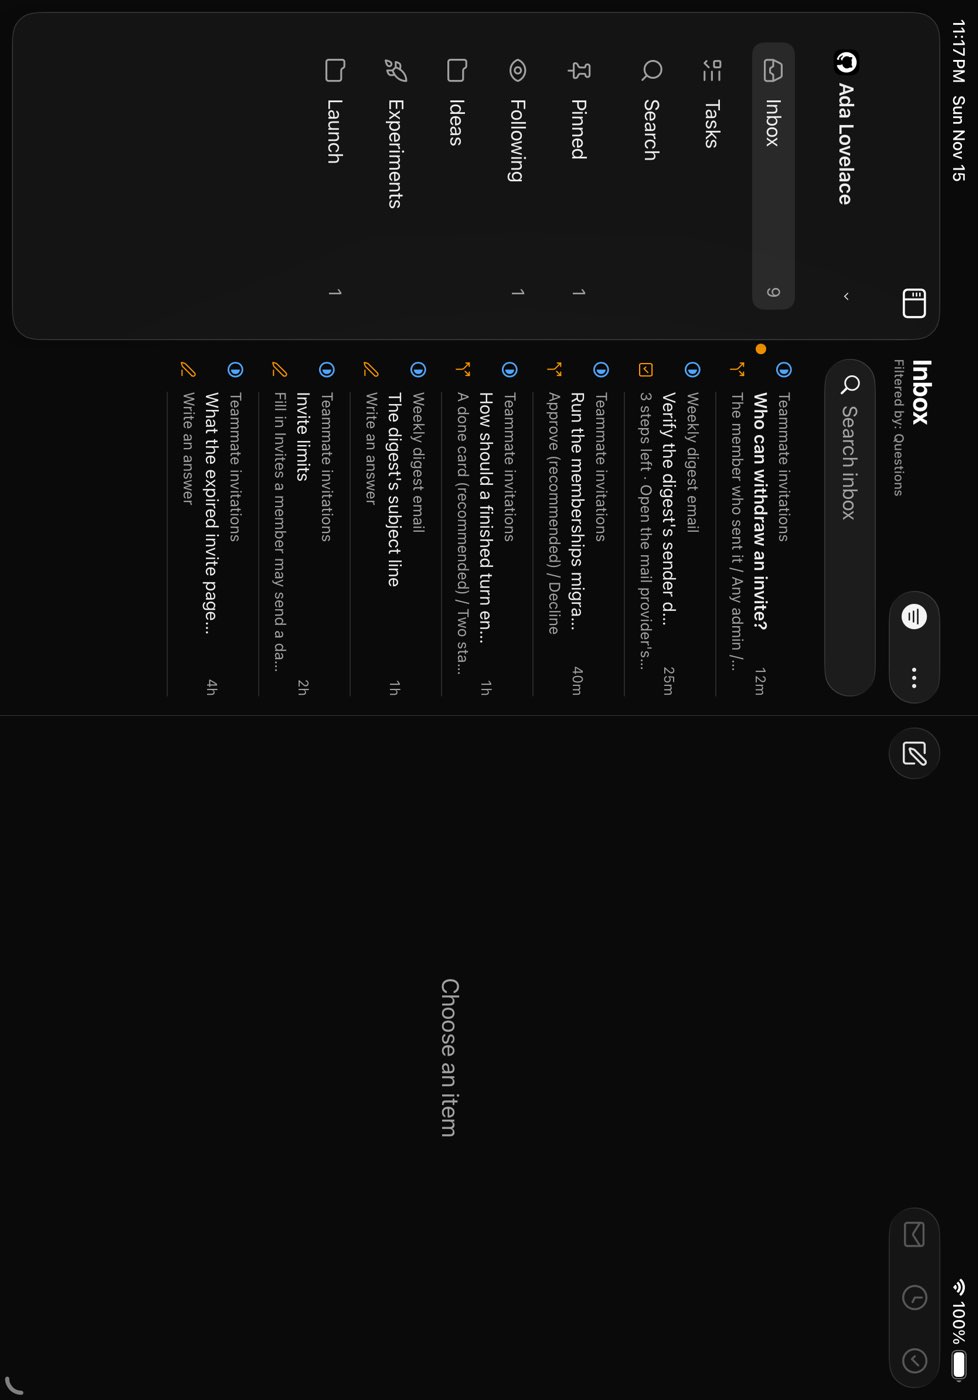 11:17 PM Sun Nov 15
100%
Ada Lovelace
Inbox 9
Tasks
Search
Pinned 1
Following 1
Ideas
Experiments
Launch 1
Inbox
Filtered by: Questions
Search inbox
Teammate invitations
Who can withdraw an invite? 12m
The member who sent it / Any admin /...
Weekly digest email
Verify the digest's sender d... 25m
3 steps left · Open the mail provider's...
Teammate invitations
Run the memberships migra... 40m
Approve (recommended) / Decline
Teammate invitations
How should a finished turn en... 1h
A done card (recommended) / Two sta...
Weekly digest email
The digest's subject line 1h
Write an answer
Teammate invitations
Invite limits 2h
Fill in Invites a member may send a da...
Teammate invitations
What the expired invite page... 4h
Write an answer
Choose an item